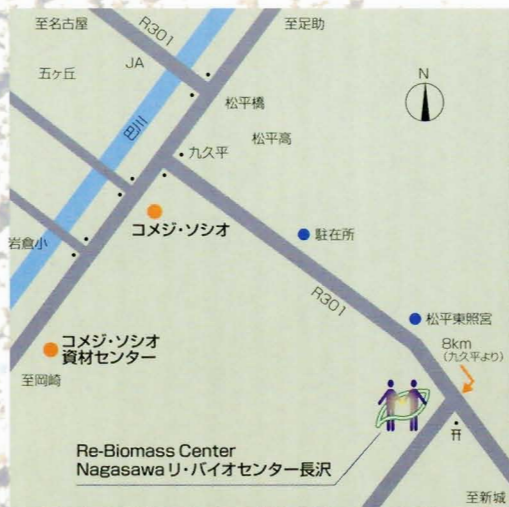 至名古屋
R301
至足助
五ヶ丘
JA
N
松平橋
巴川
九久平
松平高
岩倉小
コメジ・ソシオ
駐在所
R301
松平東照宮
8km
(九久平より)
コメジ・ソシオ
資材センター
至岡崎
Re-Biomass Center
Nagasawaリ・バイオセンター長沢
至新城